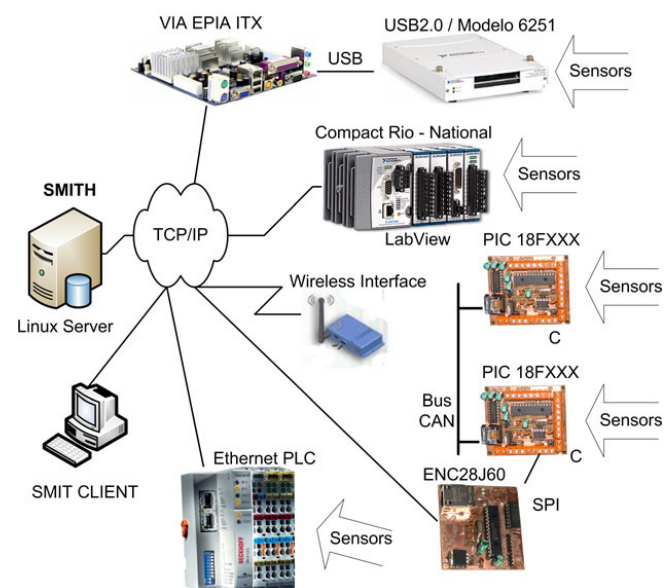 VIA EPIA ITX
USB2.0 / Modelo 6251
USB
Sensors
Compact Rio - National
Sensors
SMITH
TCP/IP
LabView
PIC 18FXXX
Sensors
Wireless Interface
Linux Server
C
PIC 18FXXX
Bus
CAN
Sensors
C
Ethernet PLC
ENC28J60
SMIT CLIENT
SPI
Sensors
BECKHOFF